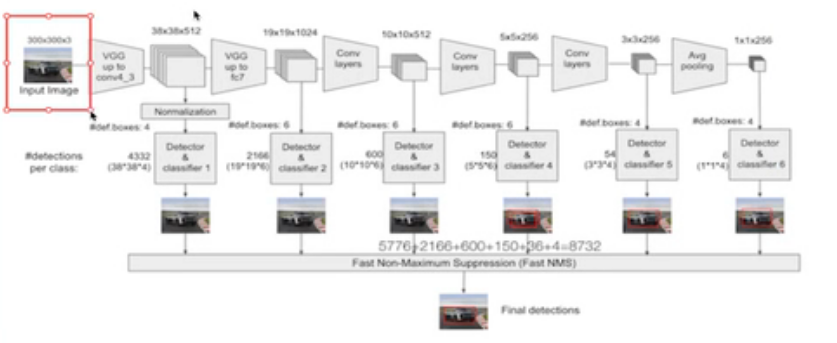 38x38x512
19x19x1024
10x10x512
5x5x256
3x3x256
1x1x256
300x300x3
Input Image
VGG
up to
conv4_3
VGG
up to
fc7
Conv
layers
Conv
layers
Conv
layers
Avg
pooling
Normalization
#def.boxes: 4
#def.boxes: 6
#def.boxes: 6
#def.boxes: 6
#def.boxes: 4
#def.boxes: 4
#detections
per class:
4332
(38*38*4)
Detector
&
classifier 1
2166
(19*19*6)
Detector
&
classifier 2
600
(10*10*6)
Detector
&
classifier 3
150
(5*5*6)
Detector
&
classifier 4
54
(3*3*4)
Detector
&
classifier 5
6
(1*1*4)
Detector
&
classifier 6
5776+2166+600+150+36+4=8732
Fast Non-Maximum Suppression (Fast NMS)
Final detections